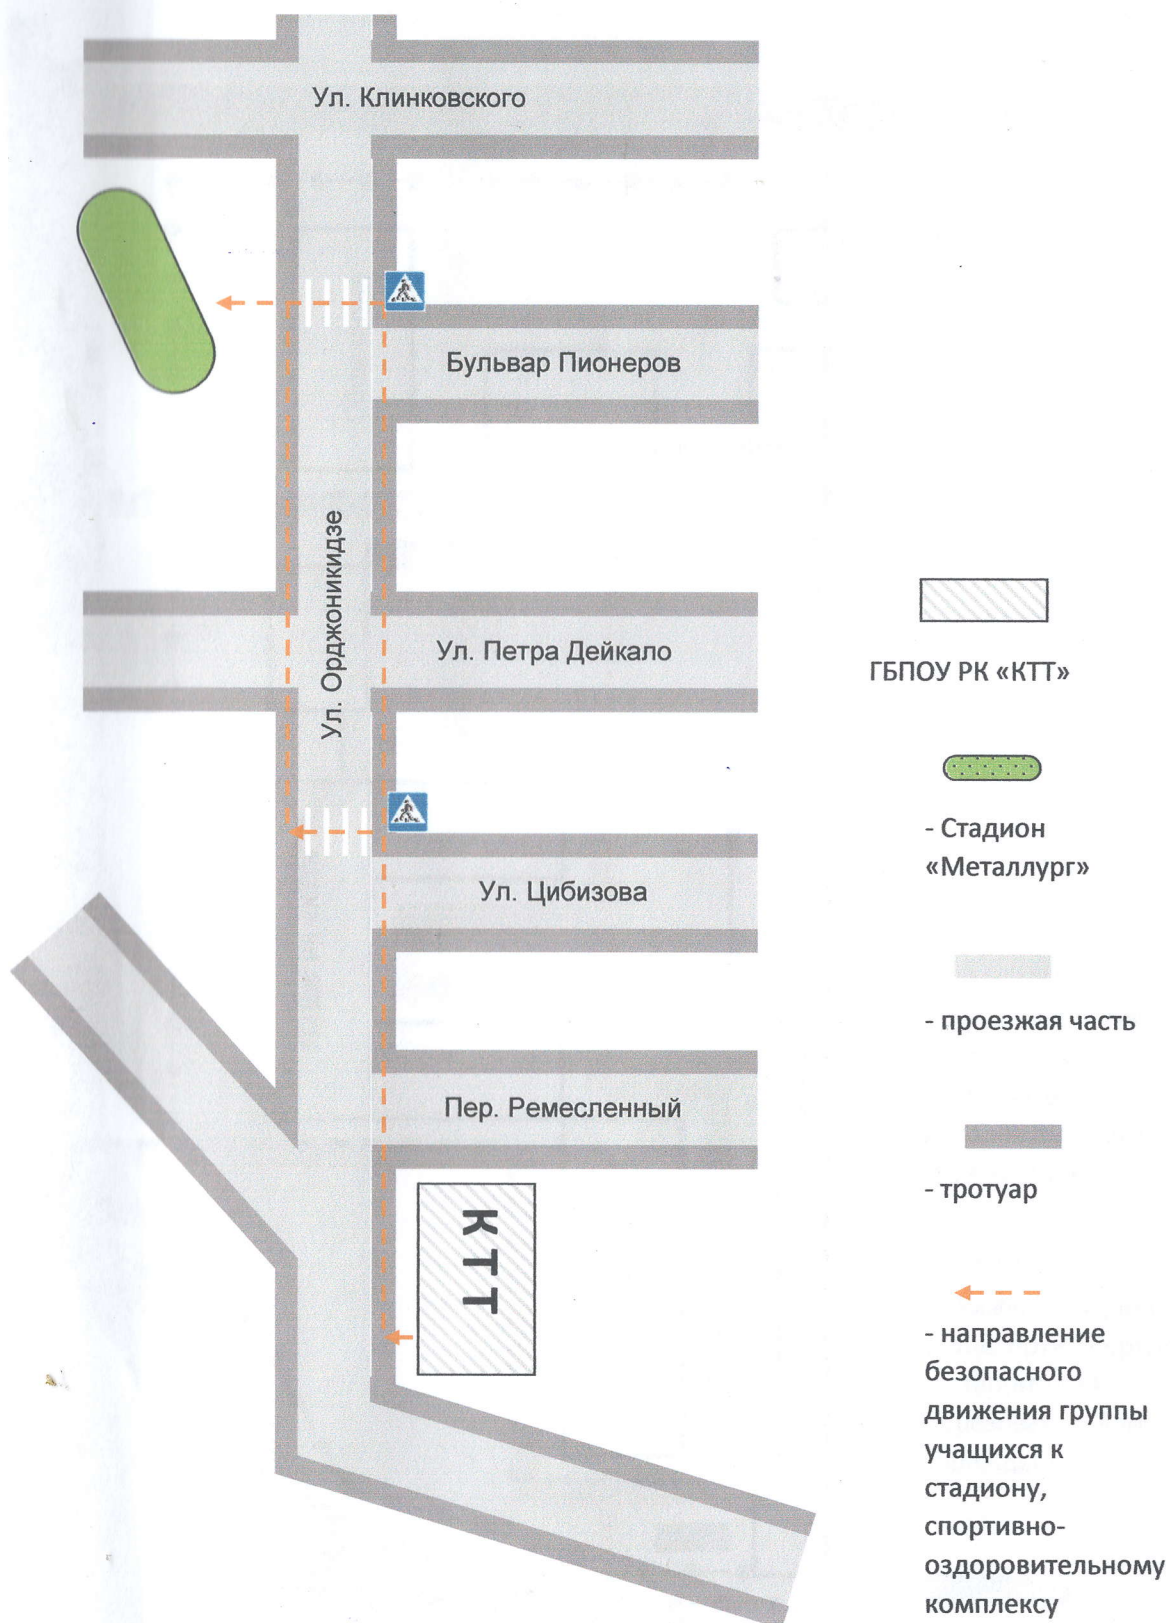 Ул. Клинковского
Бульвар Пионеров
Ул. Орджоникидзе
Ул. Петра Дейкало
Ул. Цибизова
Пер. Ремесленный
КТТ
ГБПОУ РК «КТТ»
- Стадион
«Металлург»
- проезжая часть
- тротуар
- направление
безопасного
движения группы
учащихся к
стадиону,
спортивно-
оздоровительному
комплексу